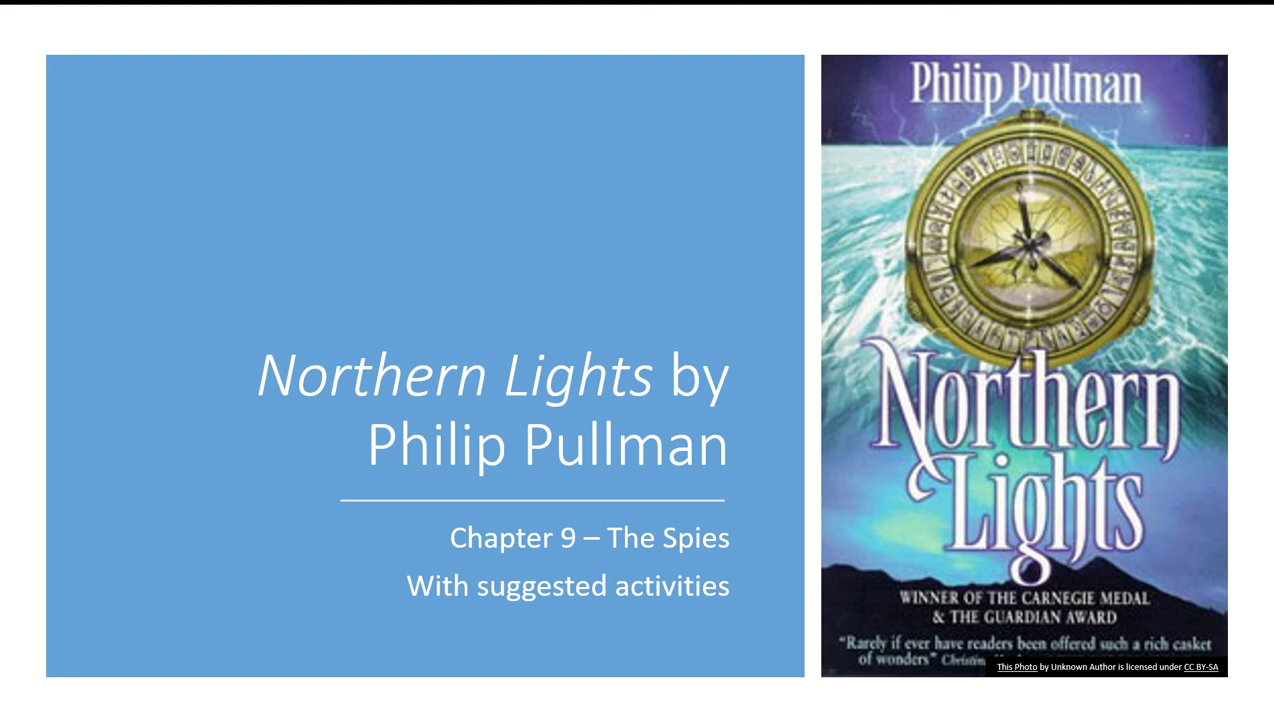 Northern Lights by
Philip Pullman
Chapter 9 – The Spies
With suggested activities
Philip Pullman
Northern
Lights
WINNER OF THE CARNEGIE MEDAL
& THE GUARDIAN AWARD
"Rarely if ever have readers been offered such a rich casket
of wonders"
This Photo by Unknown Author is licensed under CC BY-SA